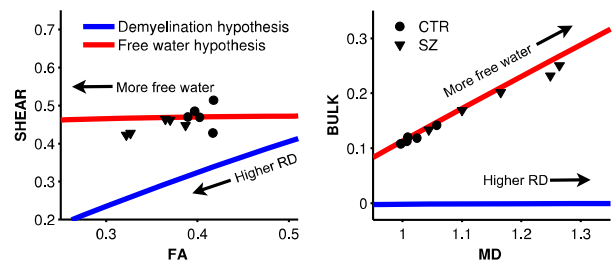 Demyelination hypothesis
Free water hypothesis
More free water
Higher RD
SHEAR
0.7
0.6
0.5
0.4
0.3
0.2
0.3
0.4
0.5
FA
CTR
SZ
More free water
Higher RD
BULK
0.3
0.2
0.1
0
1
1.1
1.2
1.3
MD